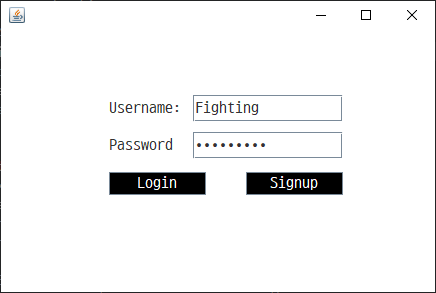 Username: Fighting
Password •••••••••
Login Signup